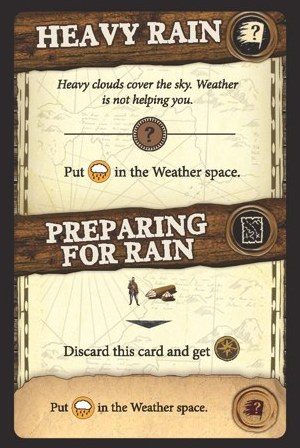 HEAVY RAIN
?
Heavy clouds cover the sky. Weather
is not helping you.
?
Put in the Weather space.
PREPARING
FOR RAIN
Discard this card and get
Put in the Weather space.
?